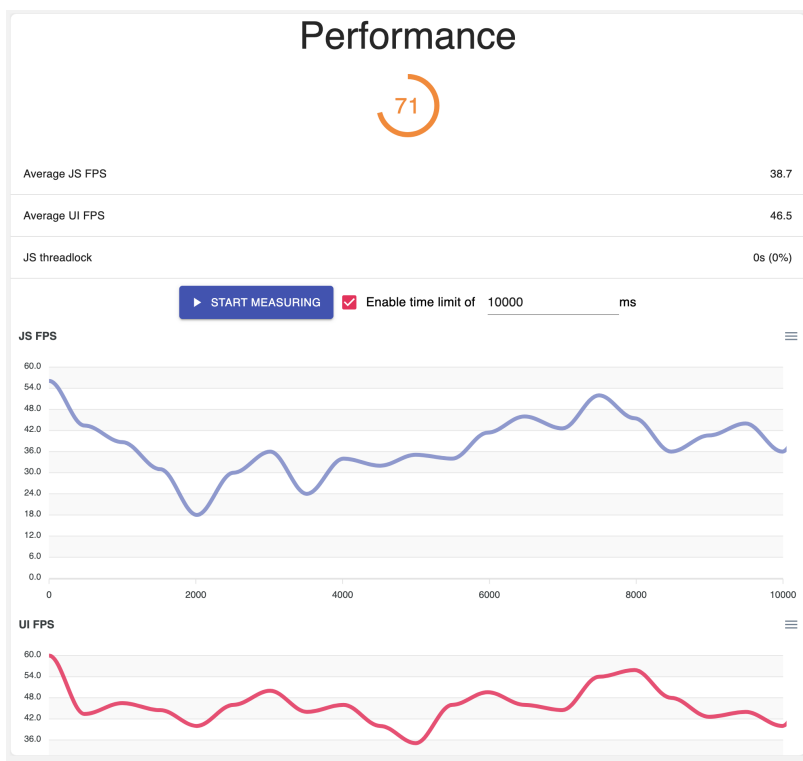 Performance
71
Average JS FPS 38.7
Average UI FPS 46.5
JS threadlock 0s (0%)
START MEASURING Enable time limit of 10000 ms
JS FPS
60.0
54.0
48.0
42.0
36.0
30.0
24.0
18.0
12.0
6.0
0.0
0 2000 4000 6000 8000 10000
UI FPS
60.0
54.0
48.0
42.0
36.0